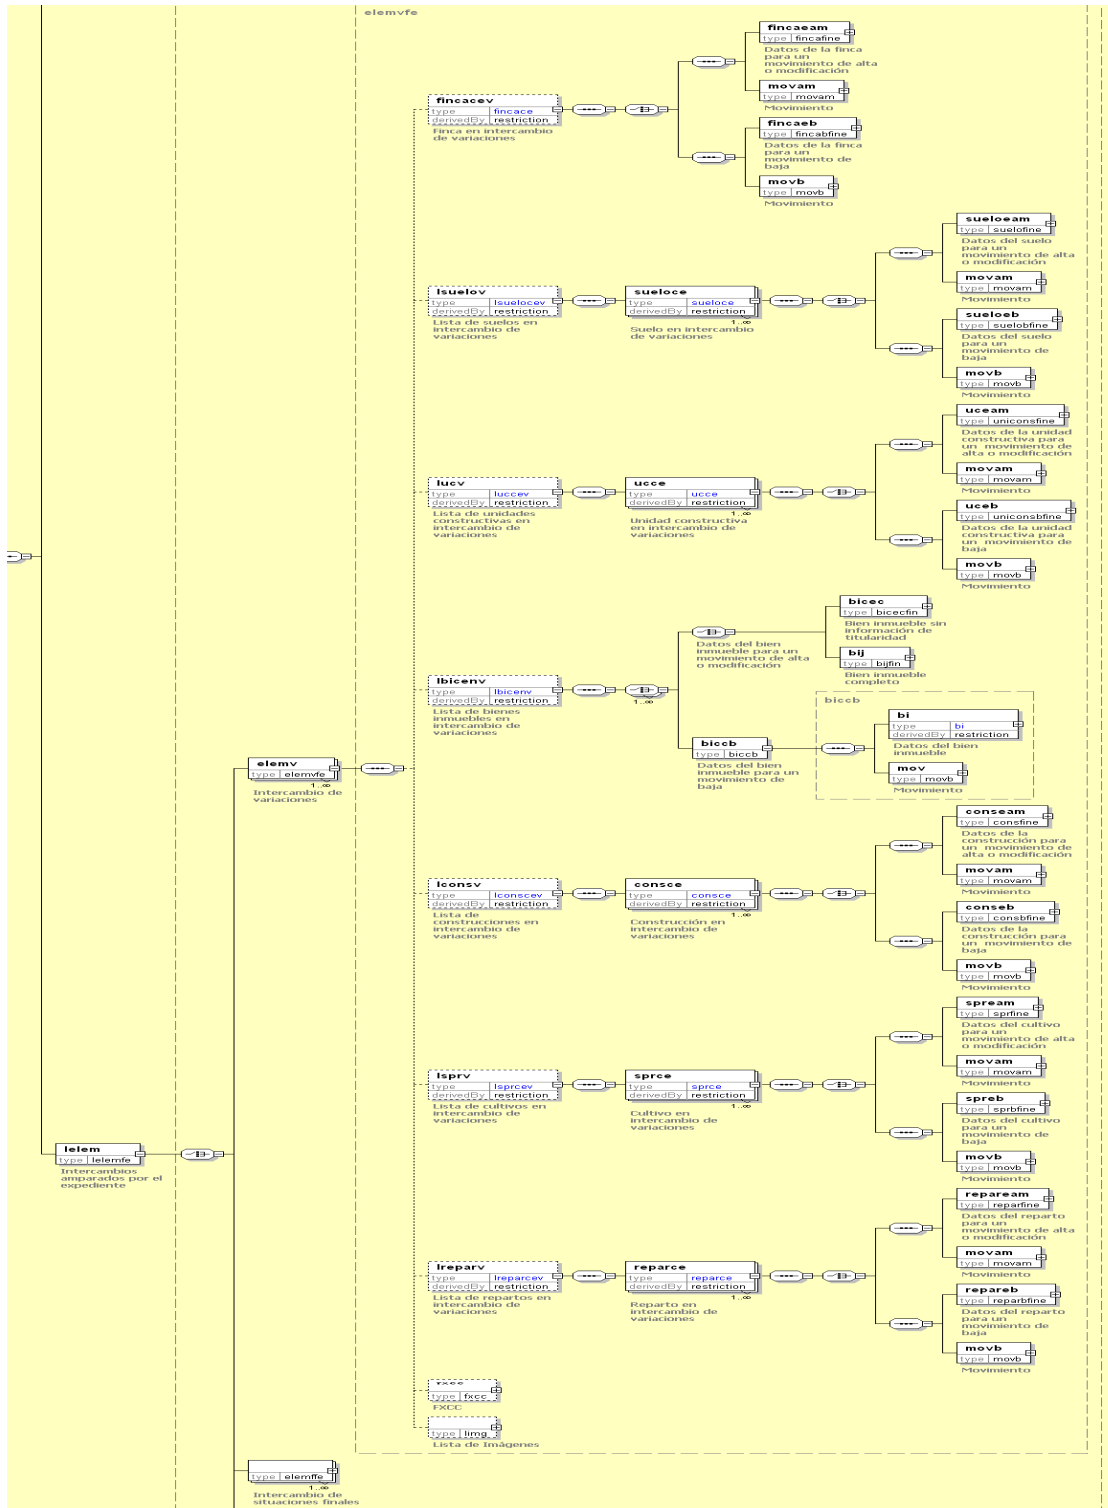 elemvfe
fincaeam
type fincafine
Datos de la finca
para un
movimiento de alta
o modificación
movam
type movam
Movimiento
fincacev
type fincace
derivedBy restriction
Finca en intercambio
de variaciones
fincaeb
type fincabfine
Datos de la finca
para un
movimiento de
baja
movb
type movb
Movimiento
sueloeam
type suelofine
Datos del suelo
para un
movimiento de alta
o modificación
movam
type movam
Movimiento
lsuelov
type lsuelocev
derivedBy restriction
Lista de suelos en
intercambio de
variaciones
sueloce
type sueloce
derivedBy restriction
1..∞
Suelo en intercambio
de variaciones
sueloeb
type suelobfine
Datos del suelo
para un
movimiento de
baja
movb
type movb
Movimiento
uceam
type uniconsfine
Datos de la unidad
constructiva para
un movimiento de
alta o modificación
movam
type movam
Movimiento
lucv
type luccev
derivedBy restriction
Lista de unidades
constructivas en
intercambio de
variaciones
ucce
type ucce
derivedBy restriction
1..∞
Unidad constructiva
en intercambio de
variaciones
uceb
type uniconsbfine
Datos de la unidad
constructiva para
un movimiento de
baja
movb
type movb
Movimiento
bicec
type bicecfin
Bien inmueble sin
información de
titularidad
Datos del bien
inmueble para un
movimiento de alta
o modificación
bij
type bijfin
Bien inmueble
completo
lbicenv
type lbicenv
derivedBy restriction
Lista de bienes
inmuebles en
intercambio de
variaciones
1..∞
biccb
type biccb
Datos del bien
inmueble para un
movimiento de
baja
biccb
bi
type bi
derivedBy restriction
Datos del bien
inmueble
mov
type movb
Movimiento
elemv
type elemvfe
1..∞
Intercambio de
variaciones
conseam
type consfine
Datos de la
construcción para
un movimiento de
alta o modificación
movam
type movam
Movimiento
lconsv
type lconscev
derivedBy restriction
Lista de
construcciones en
intercambio de
variaciones
consce
type consce
derivedBy restriction
1..∞
Construcción en
intercambio de
variaciones
conseb
type consbfine
Datos de la
construcción para
un movimiento de
baja
movb
type movb
Movimiento
spream
type sprfine
Datos del cultivo
para un
movimiento de alta
o modificación
movam
type movam
Movimiento
lsprv
type lsprcev
derivedBy restriction
Lista de cultivos en
intercambio de
variaciones
sprce
type sprce
derivedBy restriction
1..∞
Cultivo en
intercambio de
variaciones
spreb
type sprbfine
Datos del cultivo
para un
movimiento de
baja
movb
type movb
Movimiento
lelem
type lelemfe
Intercambios
amparados por el
expediente
repaream
type reparfine
Datos del reparto
para un
movimiento de alta
o modificación
movam
type movam
Movimiento
lreparv
type lreparcev
derivedBy restriction
Lista de repartos en
intercambio de
variaciones
reparce
type reparce
derivedBy restriction
1..∞
Reparto en
intercambio de
variaciones
repareb
type reparbfine
Datos del reparto
para un
movimiento de
baja
movb
type movb
Movimiento
fxcc
type fxcc
FXCC
type limg
Lista de Imágenes
type elemffe
1..∞
Intercambio de
situaciones finales